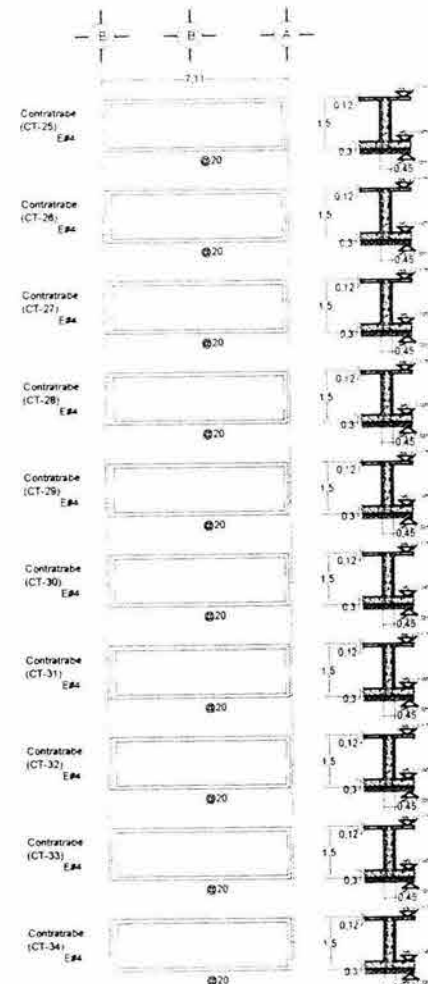 B B A
7,11
Contratrabe
(CT-25)
E#4
@20
0,12
1,5
0,3
0,45
Contratrabe
(CT-26)
E#4
@20
0,12
1,5
0,3
0,45
Contratrabe
(CT-27)
E#4
@20
0,12
1,5
0,3
0,45
Contratrabe
(CT-28)
E#4
@20
0,12
1,5
0,3
0,45
Contratrabe
(CT-29)
E#4
@20
0,12
1,5
0,3
0,45
Contratrabe
(CT-30)
E#4
@20
0,12
1,5
0,3
0,45
Contratrabe
(CT-31)
E#4
@20
0,12
1,5
0,3
0,45
Contratrabe
(CT-32)
E#4
@20
0,12
1,5
0,3
0,45
Contratrabe
(CT-33)
E#4
@20
0,12
1,5
0,3
0,45
Contratrabe
(CT-34)
E#4
@20
0,12
1,5
0,3
0,45